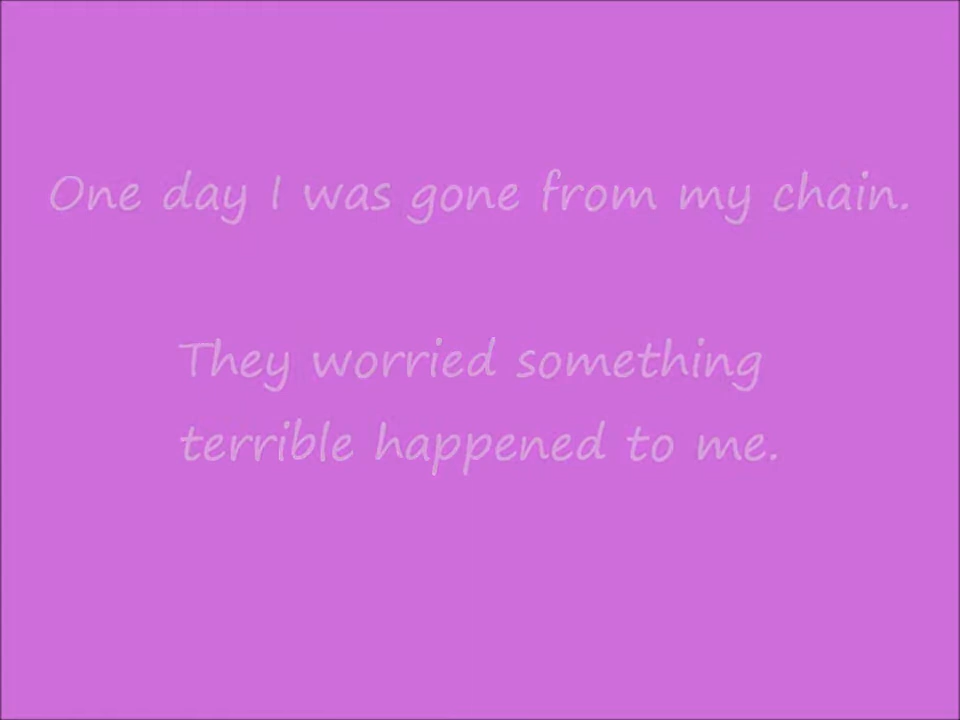 One day I was gone from my chain.
They worried something
terrible happened to me.